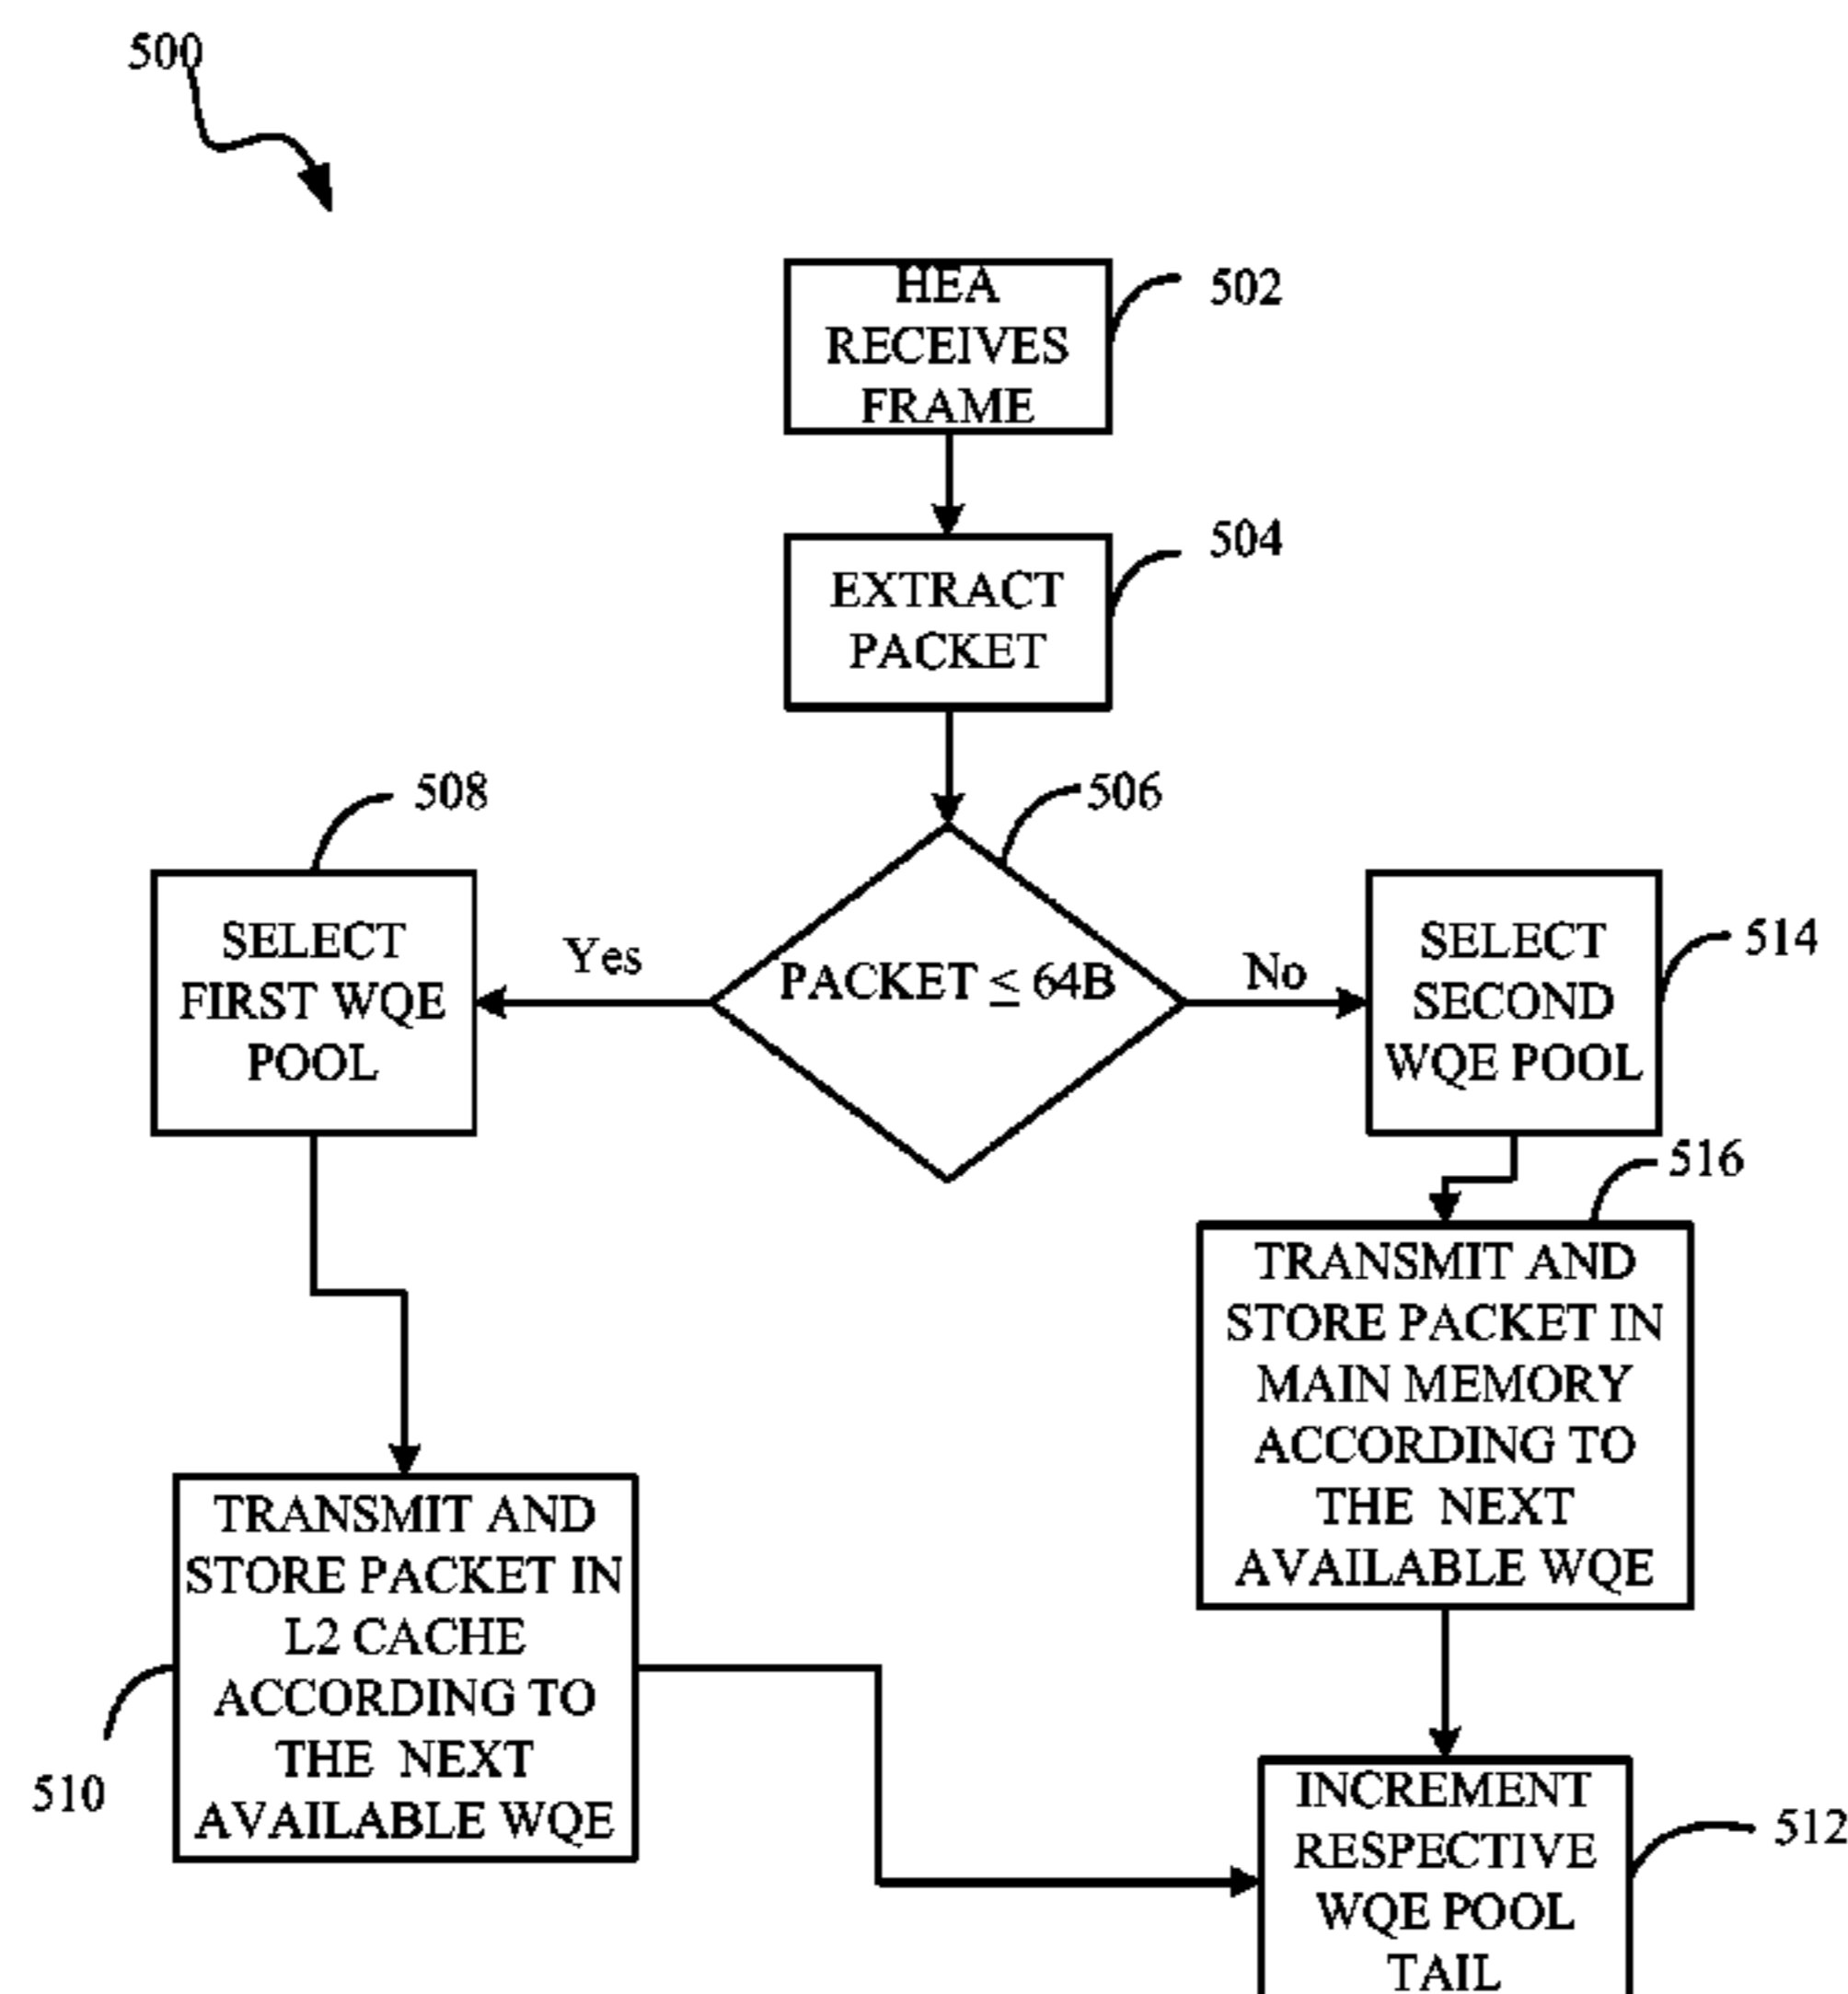 500
HEA
RECEIVES
FRAME
502
EXTRACT
PACKET
504
PACKET ≤ 64B
506
Yes
No
SELECT
FIRST WQE
POOL
508
TRANSMIT AND
STORE PACKET IN
L2 CACHE
ACCORDING TO
THE NEXT
AVAILABLE WQE
510
SELECT
SECOND
WQE POOL
514
TRANSMIT AND
STORE PACKET IN
MAIN MEMORY
ACCORDING TO
THE NEXT
AVAILABLE WQE
516
INCREMENT
RESPECTIVE
WQE POOL
TAIL
512